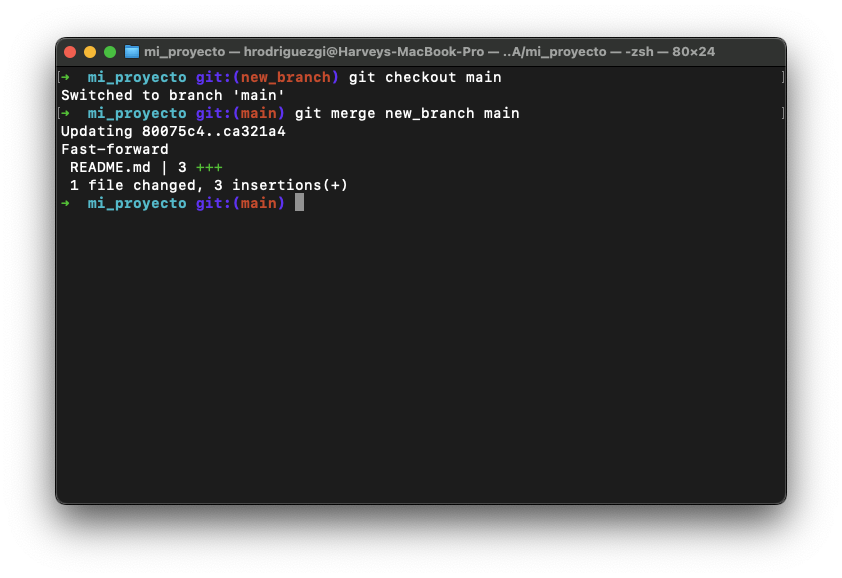 mi_proyecto — hrodriguezgi@Harveys-MacBook-Pro — ..A/mi_proyecto — -zsh — 80×24
[➜  mi_proyecto git:(new_branch) git checkout main ]
Switched to branch 'main'
[➜  mi_proyecto git:(main) git merge new_branch main ]
Updating 80075c4..ca321a4
Fast-forward
 README.md | 3 +++
 1 file changed, 3 insertions(+)
➜  mi_proyecto git:(main)